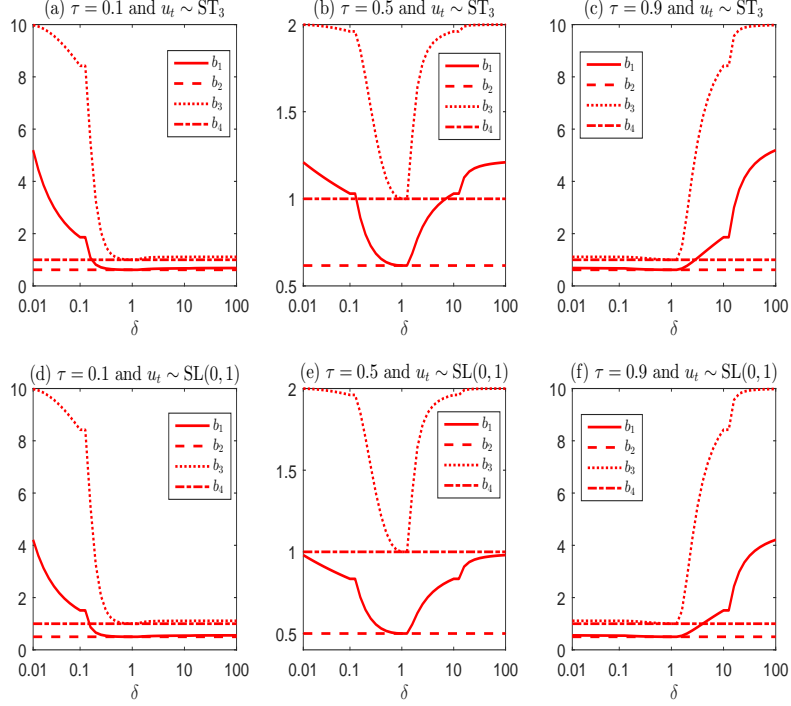 (a) τ = 0.1 and u_t ∼ ST_3
10
8
6
4
2
0
0.01 0.1 1 10 100
δ
b_1
b_2
b_3
b_4
(b) τ = 0.5 and u_t ∼ ST_3
2
1.5
1
0.5
0.01 0.1 1 10 100
δ
b_1
b_2
b_3
b_4
(c) τ = 0.9 and u_t ∼ ST_3
10
8
6
4
2
0
0.01 0.1 1 10 100
δ
b_1
b_2
b_3
b_4
(d) τ = 0.1 and u_t ∼ SL(0, 1)
10
8
6
4
2
0
0.01 0.1 1 10 100
δ
b_1
b_2
b_3
b_4
(e) τ = 0.5 and u_t ∼ SL(0, 1)
2
1.5
1
0.5
0.01 0.1 1 10 100
δ
b_1
b_2
b_3
b_4
(f) τ = 0.9 and u_t ∼ SL(0, 1)
10
8
6
4
2
0
0.01 0.1 1 10 100
δ
b_1
b_2
b_3
b_4